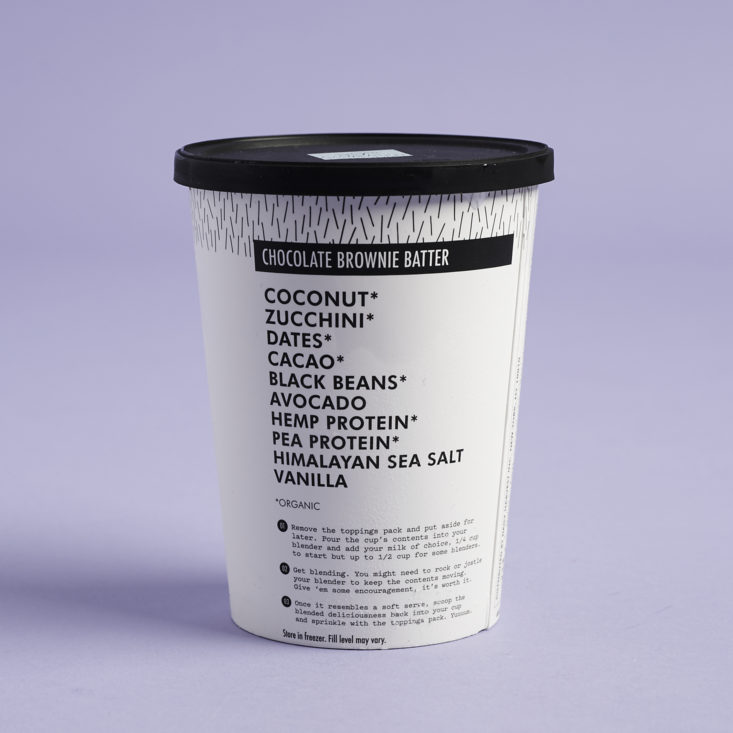 CHOCOLATE BROWNIE BATTER
COCONUT*
ZUCCHINI*
DATES*
CACAO*
BLACK BEANS*
AVOCADO
HEMP PROTEIN*
PEA PROTEIN*
HIMALAYAN SEA SALT
VANILLA
*ORGANIC
01 Remove the toppings pack and put aside for
later. Pour the cup's contents into your
blender and add your milk of choice. 1/4 cup
to start but up to 1/2 cup for some blenders.
02 Get blending. You might need to rock or jostle
your blender to keep the contents moving.
Give 'em some encouragement, it's worth it.
03 Once it resembles a soft serve, scoop the
blended deliciousness back into your cup
and sprinkle with the toppings pack. Yuuum.
Store in freezer. Fill level may vary.